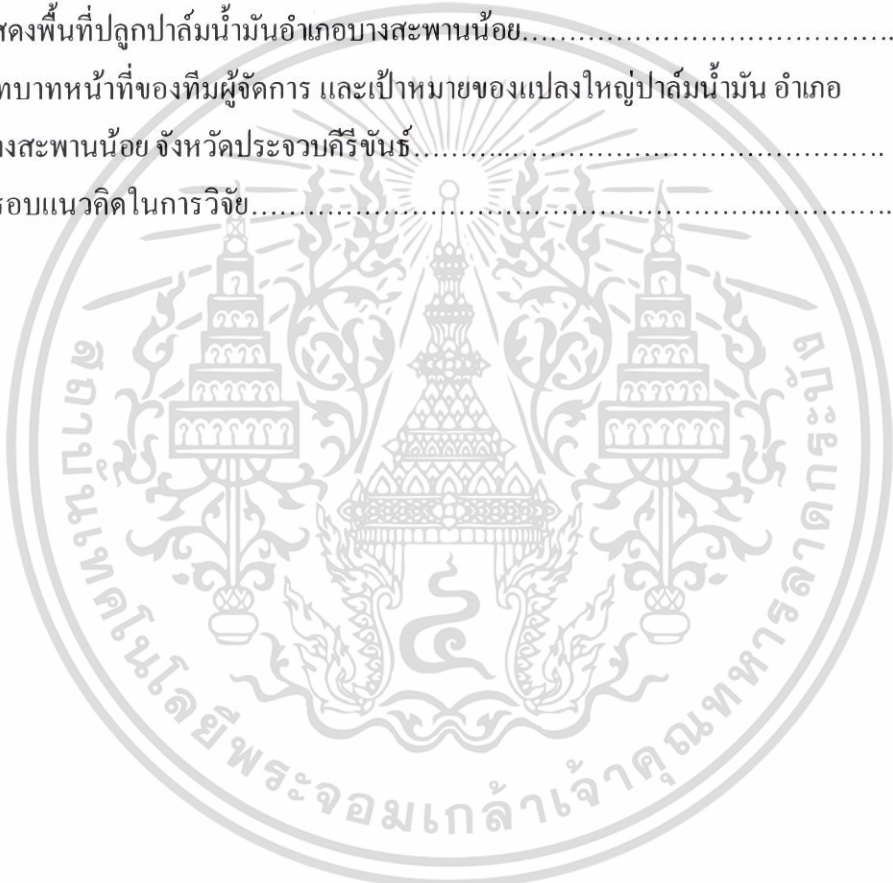 สดงพื้นที่ปลูกปาล์มน้ำมันอำเภอบางสะพานน้อย……………………………………..
ทบาทหน้าที่ของทีมผู้จัดการ และเป้าหมายของแปลงใหญ่ปาล์มน้ำมัน อำเภอ
างสะพานน้อย จังหวัดประจวบคีรีขันธ์………………………………………………
รอบแนวคิดในการวิจัย……………………………………………………………….
สถาบันเทคโนโลยีพระจอมเกล้าเจ้าคุณทหารลาดกระบัง